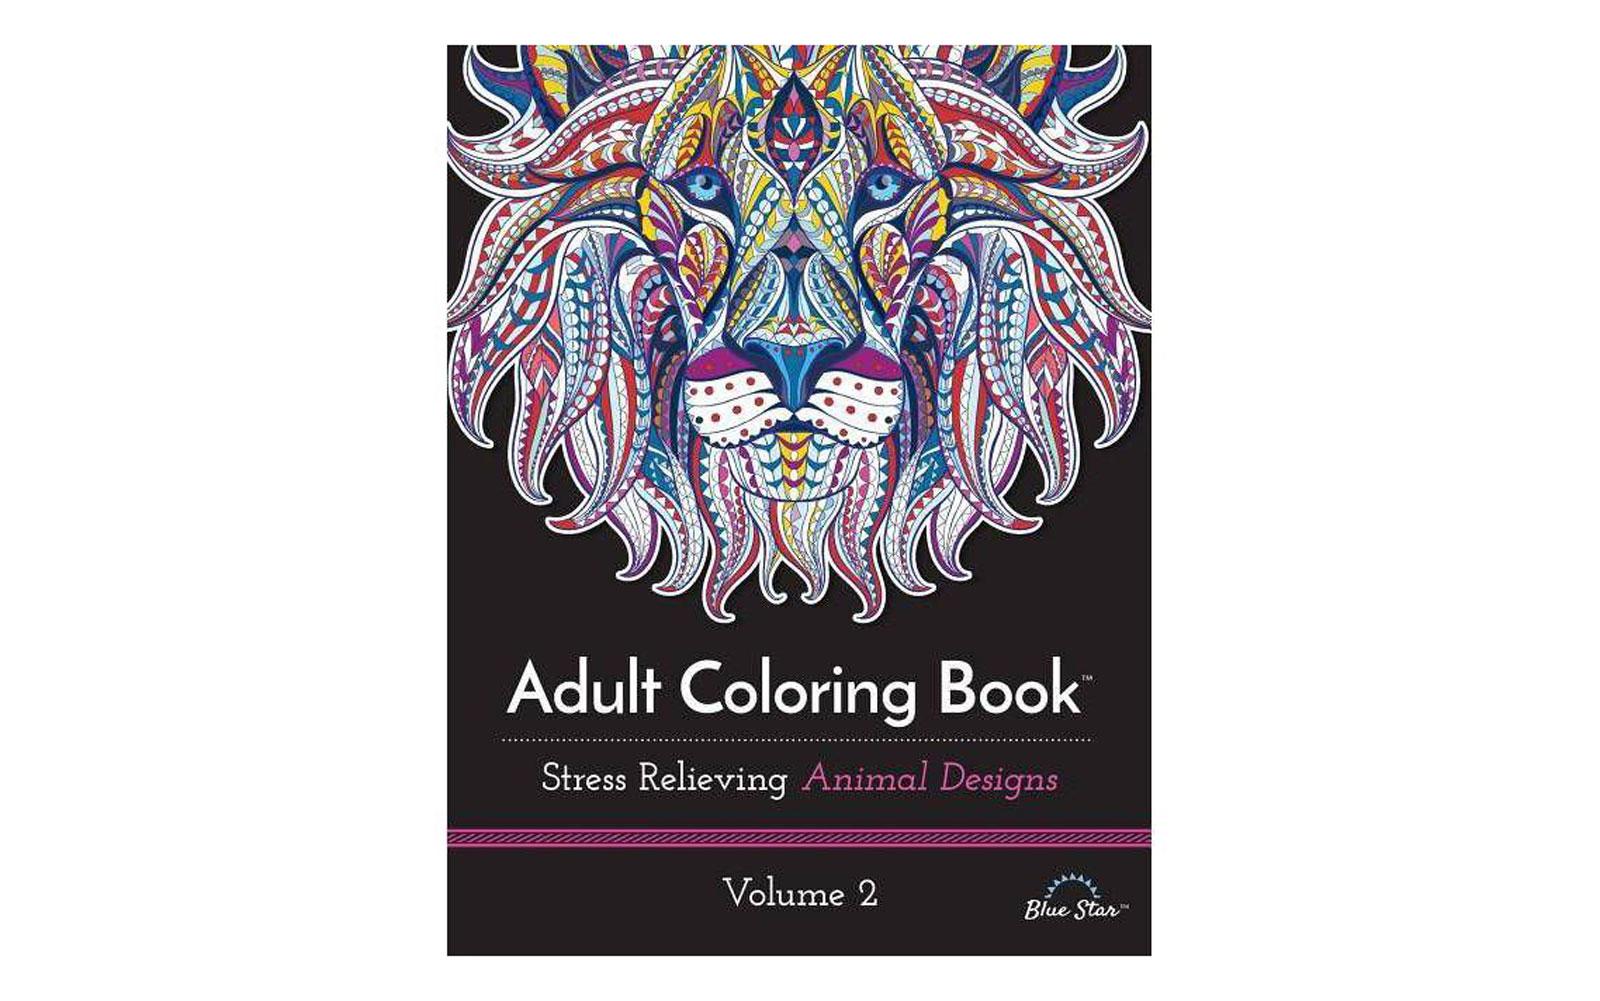 Adult Coloring Book™
Stress Relieving Animal Designs
Volume 2
Blue Star™